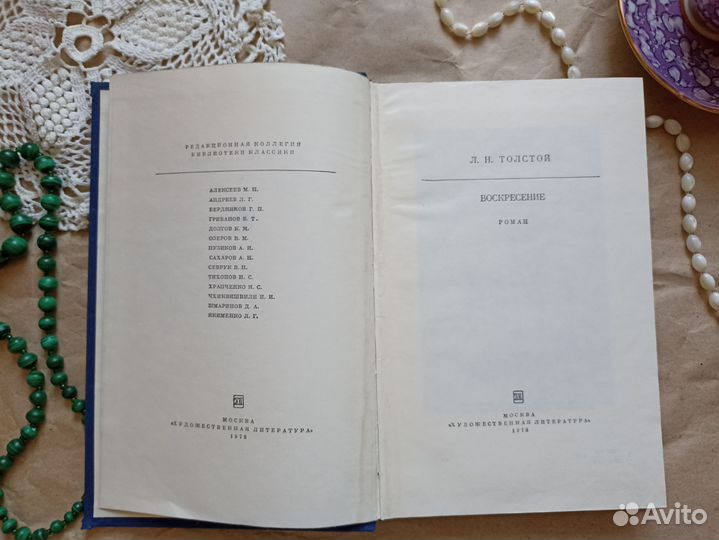 РЕДАКЦИОННАЯ КОЛЛЕГИЯ
БИБЛИОТЕКИ КЛАССИКИ
АЛЕКСЕЕВ М. П.
АНДРЕЕВ Л. Г.
БЕРДНИКОВ Г. П.
ГРИБАНОВ Б. Т.
ДОЛГОВ К. М.
ОЗЕРОВ В. М.
ПУЗИКОВ А. И.
САХАРОВ А. Н.
СЕВРУК В. Н.
ТИХОНОВ Н. С.
ХРАПЧЕНКО М. Б.
ЧХИКВИШВИЛИ И. И.
ШМАРИНОВ Д. А.
ЯКИМЕНКО Л. Г.
МОСКВА
«ХУДОЖЕСТВЕННАЯ ЛИТЕРАТУРА»
1978
Л. Н. ТОЛСТОЙ
ВОСКРЕСЕНИЕ
РОМАН
МОСКВА
«ХУДОЖЕСТВЕННАЯ ЛИТЕРАТУРА»
1978
Avito